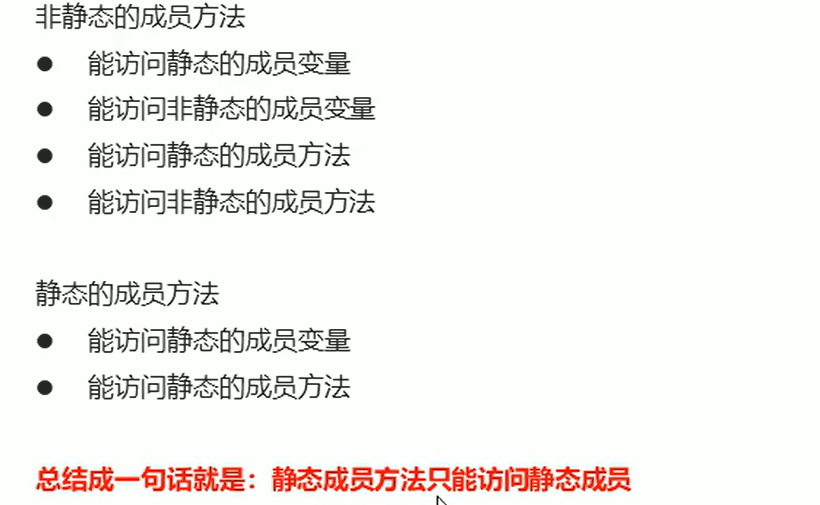 非静态的成员方法
● 能访问静态的成员变量
● 能访问非静态的成员变量
● 能访问静态的成员方法
● 能访问非静态的成员方法
静态的成员方法
● 能访问静态的成员变量
● 能访问静态的成员方法
总结成一句话就是：静态成员方法只能访问静态成员